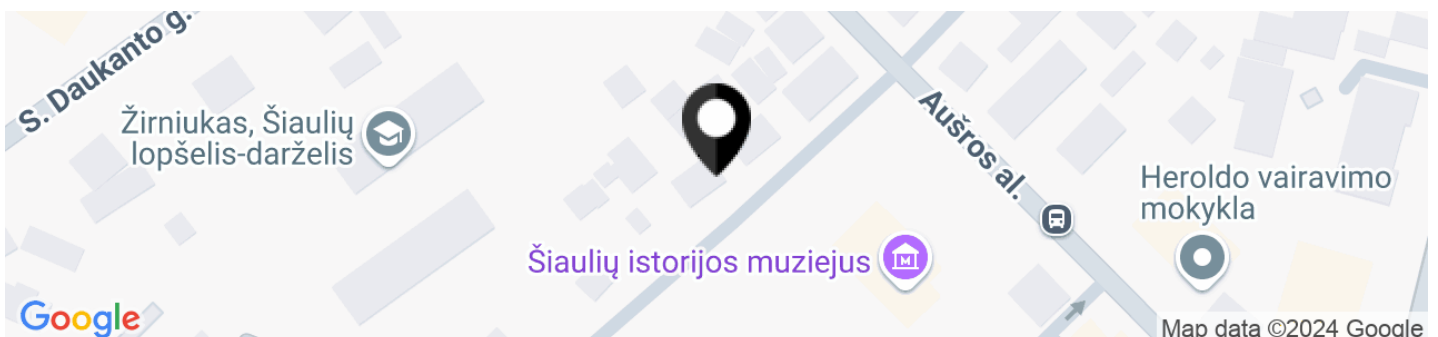 S. Daukanto g.
Žirniukas, Šiaulių
lopšelis-darželis
Aušros al.
Heroldo vairavimo
mokykla
Šiaulių istorijos muziejus
M
Google
Map data ©2024 Google